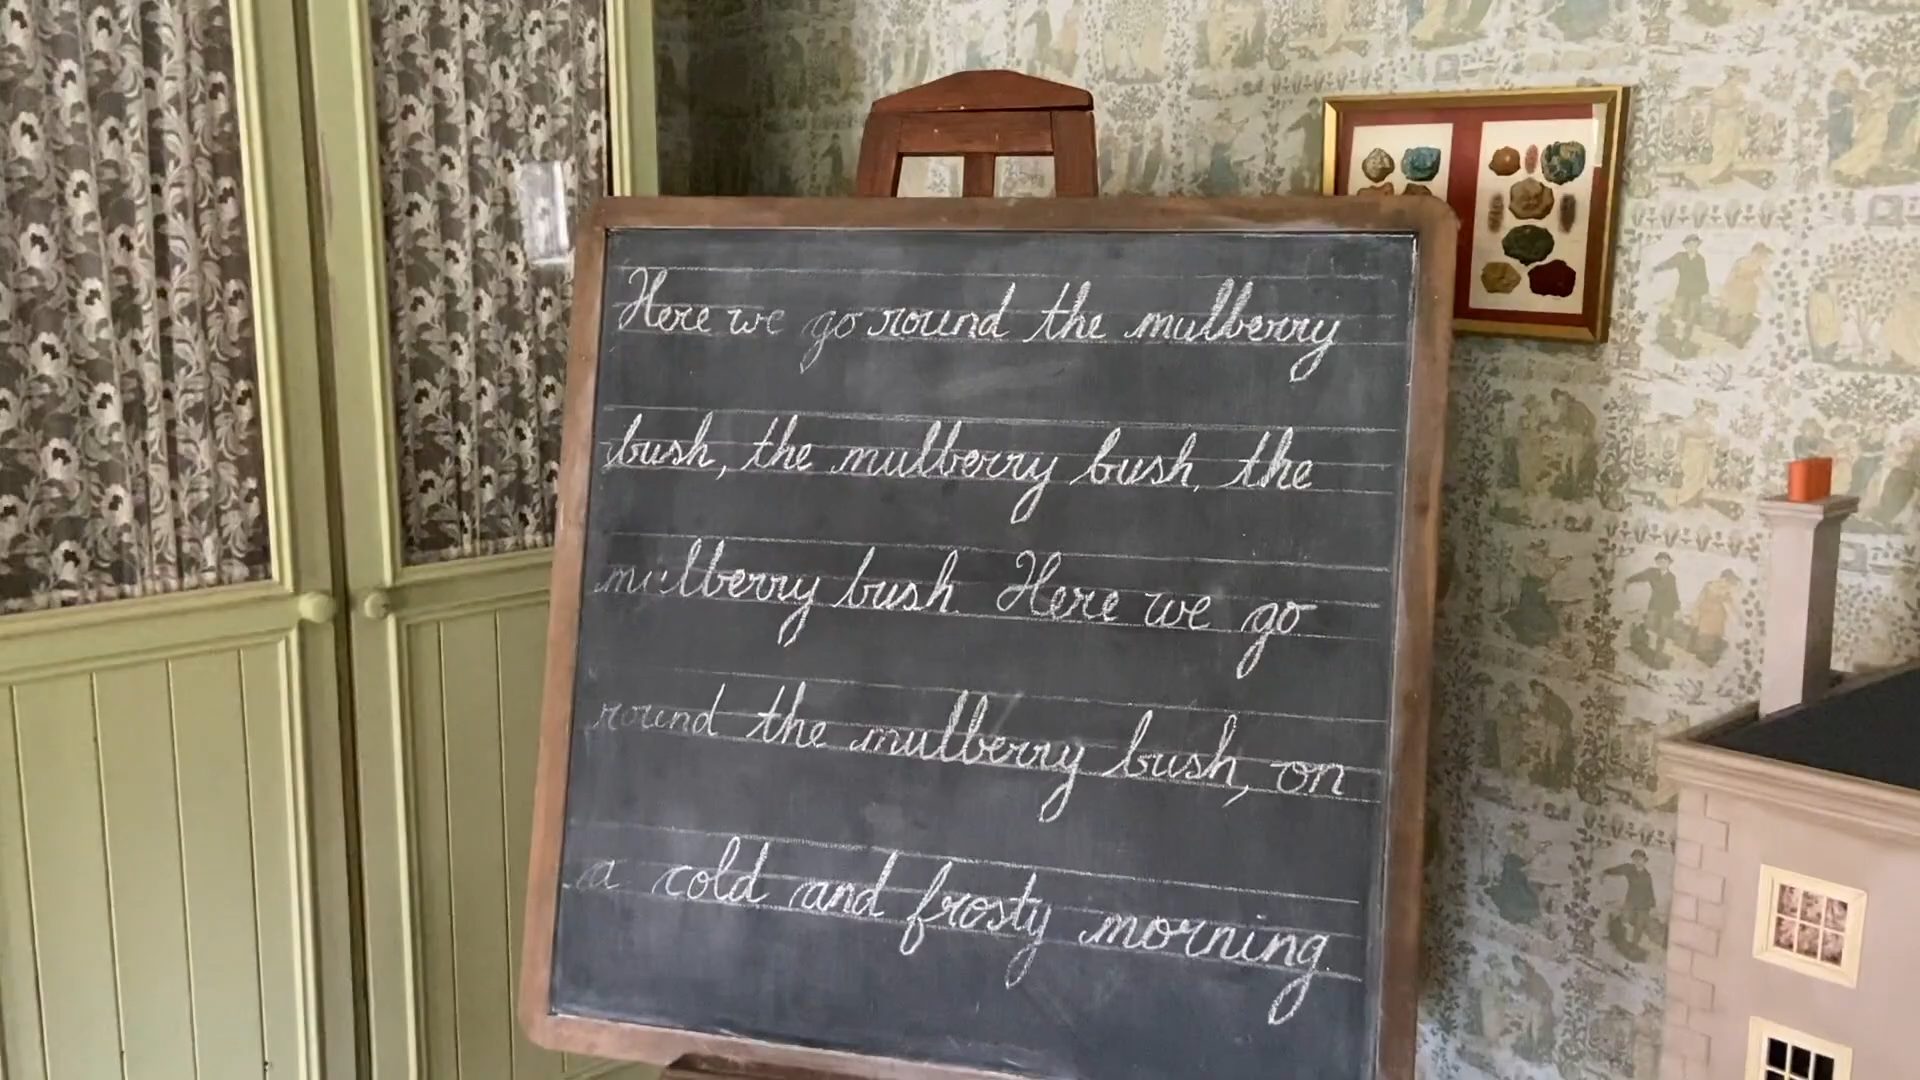 Here we go round the mulberry
bush, the mulberry bush, the
mulberry bush. Here we go
round the mulberry bush, on
a cold and frosty morning.